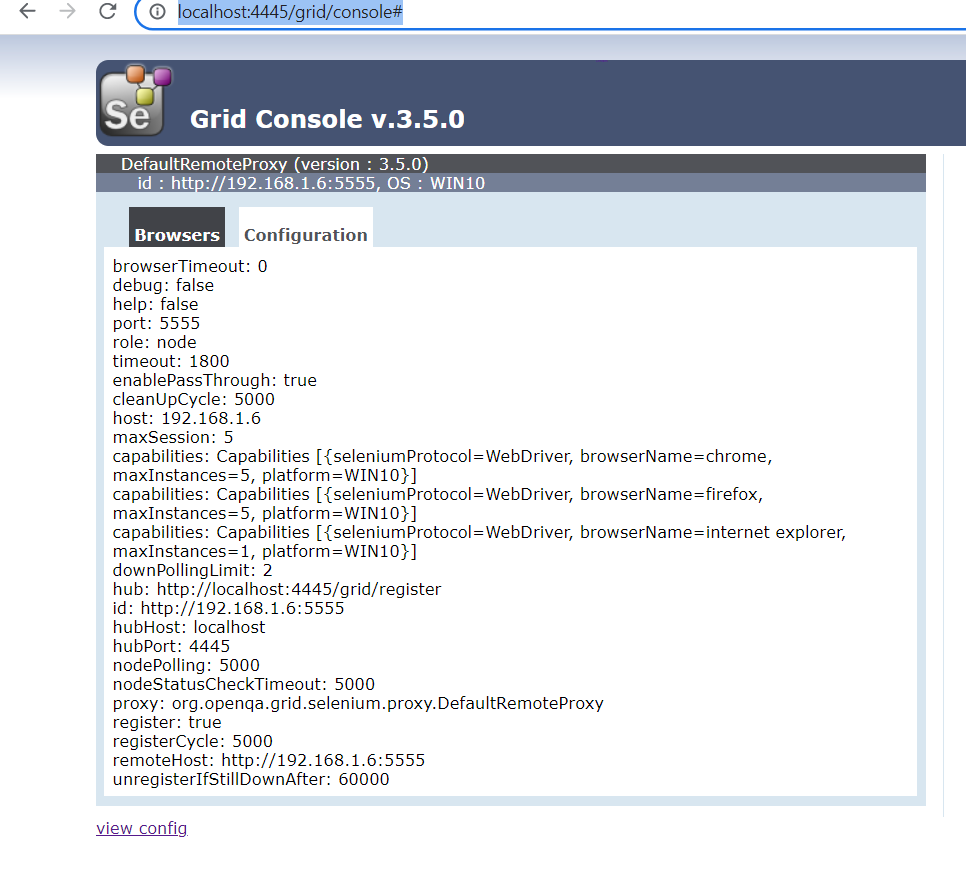 localhost:4445/grid/console#
Se
Grid Console v.3.5.0
DefaultRemoteProxy (version : 3.5.0)
id : http://192.168.1.6:5555, OS : WIN10
Browsers Configuration
browserTimeout: 0
debug: false
help: false
port: 5555
role: node
timeout: 1800
enablePassThrough: true
cleanUpCycle: 5000
host: 192.168.1.6
maxSession: 5
capabilities: Capabilities [{seleniumProtocol=WebDriver, browserName=chrome,
maxInstances=5, platform=WIN10}]
capabilities: Capabilities [{seleniumProtocol=WebDriver, browserName=firefox,
maxInstances=5, platform=WIN10}]
capabilities: Capabilities [{seleniumProtocol=WebDriver, browserName=internet explorer,
maxInstances=1, platform=WIN10}]
downPollingLimit: 2
hub: http://localhost:4445/grid/register
id: http://192.168.1.6:5555
hubHost: localhost
hubPort: 4445
nodePolling: 5000
nodeStatusCheckTimeout: 5000
proxy: org.openqa.grid.selenium.proxy.DefaultRemoteProxy
register: true
registerCycle: 5000
remoteHost: http://192.168.1.6:5555
unregisterIfStillDownAfter: 60000
view config